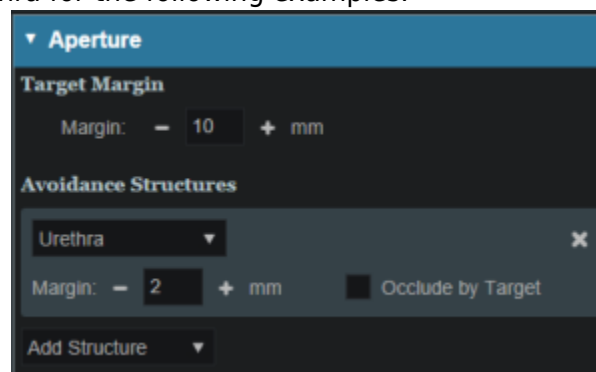 Aperture
Target Margin
Margin: − 10 + mm
Avoidance Structures
Urethra
Margin: − 2 + mm Occlude by Target
Add Structure